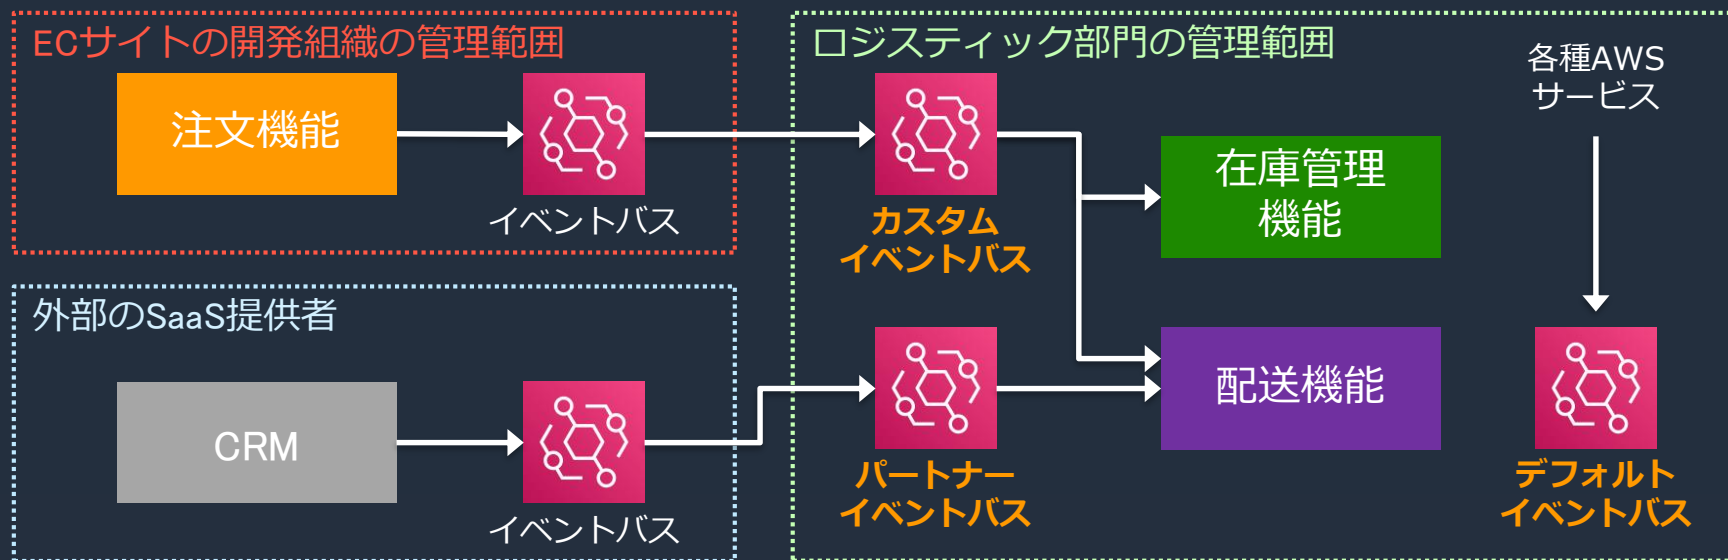 ECサイトの開発組織の管理範囲
注文機能
イベントバス
外部のSaaS提供者
CRM
イベントバス
ロジスティック部門の管理範囲
カスタム
イベントバス
パートナー
イベントバス
在庫管理
機能
配送機能
各種AWS
サービス
デフォルト
イベントバス